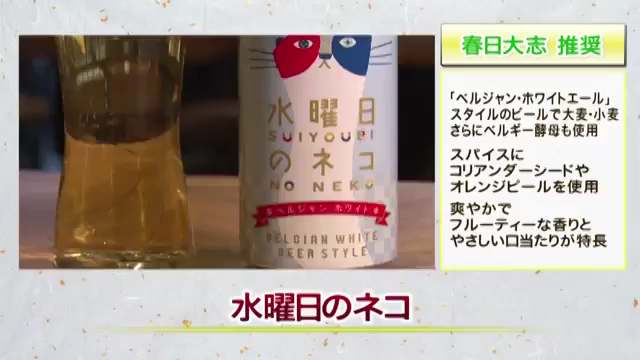 春日大志 推奨
「ベルジャン・ホワイトエール」
スタイルのビールで大麦・小麦
さらにベルギー酵母も使用
スパイスに
コリアンダーシードや
オレンジピールを使用
爽やかで
フルーティーな香りと
やさしい口当たりが特長
水曜日
SUIYOUBI
のネコ
NO NEKO
ベルジャン ホワイト
BELGIAN WHITE
BEER STYLE
水曜日のネコ